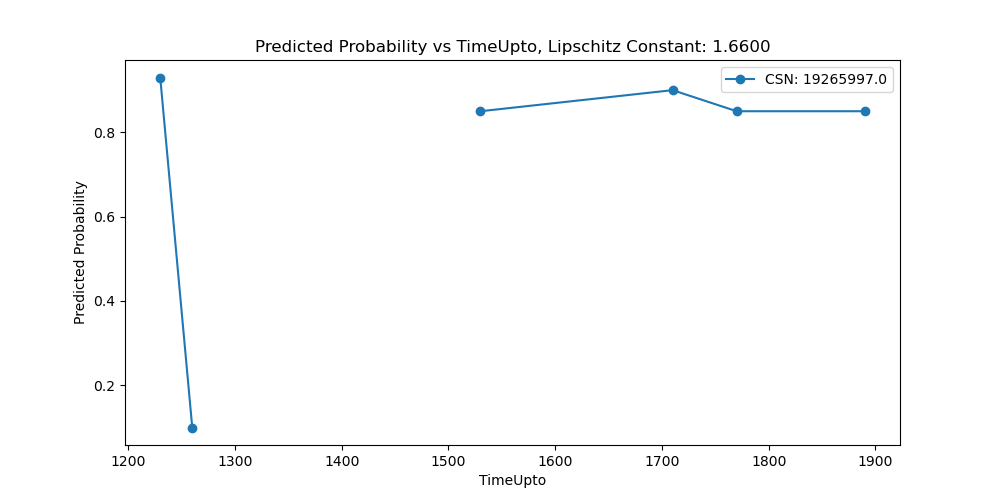 Predicted Probability vs TimeUpto, Lipschitz Constant: 1.6600
CSN: 19265997.0
Predicted Probability
0.8
0.6
0.4
0.2
1200 1300 1400 1500 1600 1700 1800 1900
TimeUpto